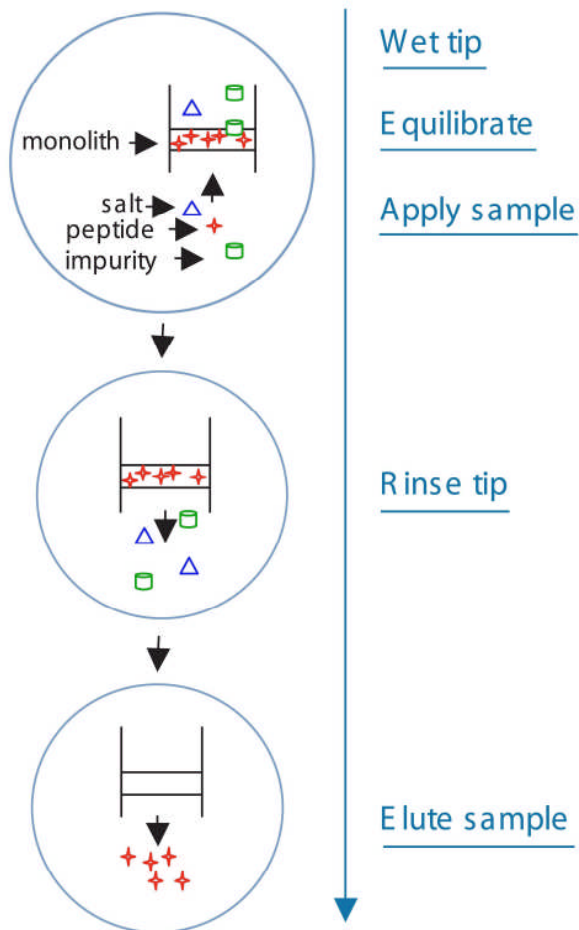 Wet tip
Equilibrate
monolith
Apply sample
salt
peptide
impurity
Rinse tip
Elute sample